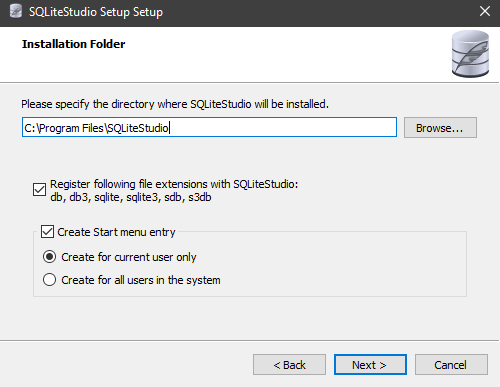 SQLiteStudio Setup Setup
Installation Folder
Please specify the directory where SQLiteStudio will be installed.
C:\Program Files\SQLiteStudio
Browse...
Register following file extensions with SQLiteStudio:
db, db3, sqlite, sqlite3, sdb, s3db
Create Start menu entry
Create for current user only
Create for all users in the system
< Back
Next >
Cancel